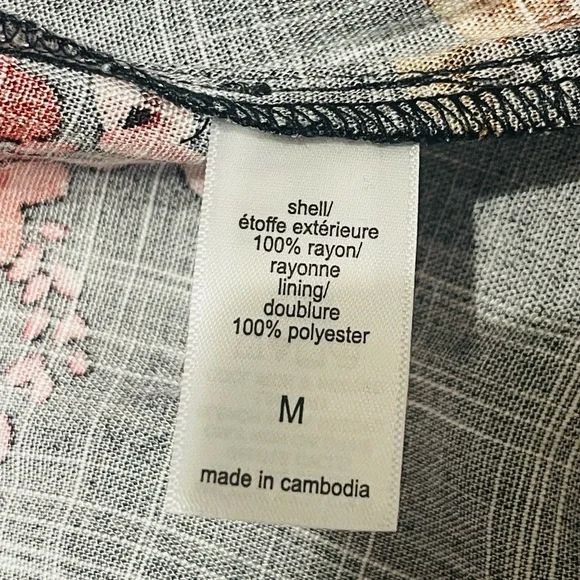 shell/
étoffe extérieure
100% rayon/
rayonne
lining/
doublure
100% polyester
M
made in cambodia